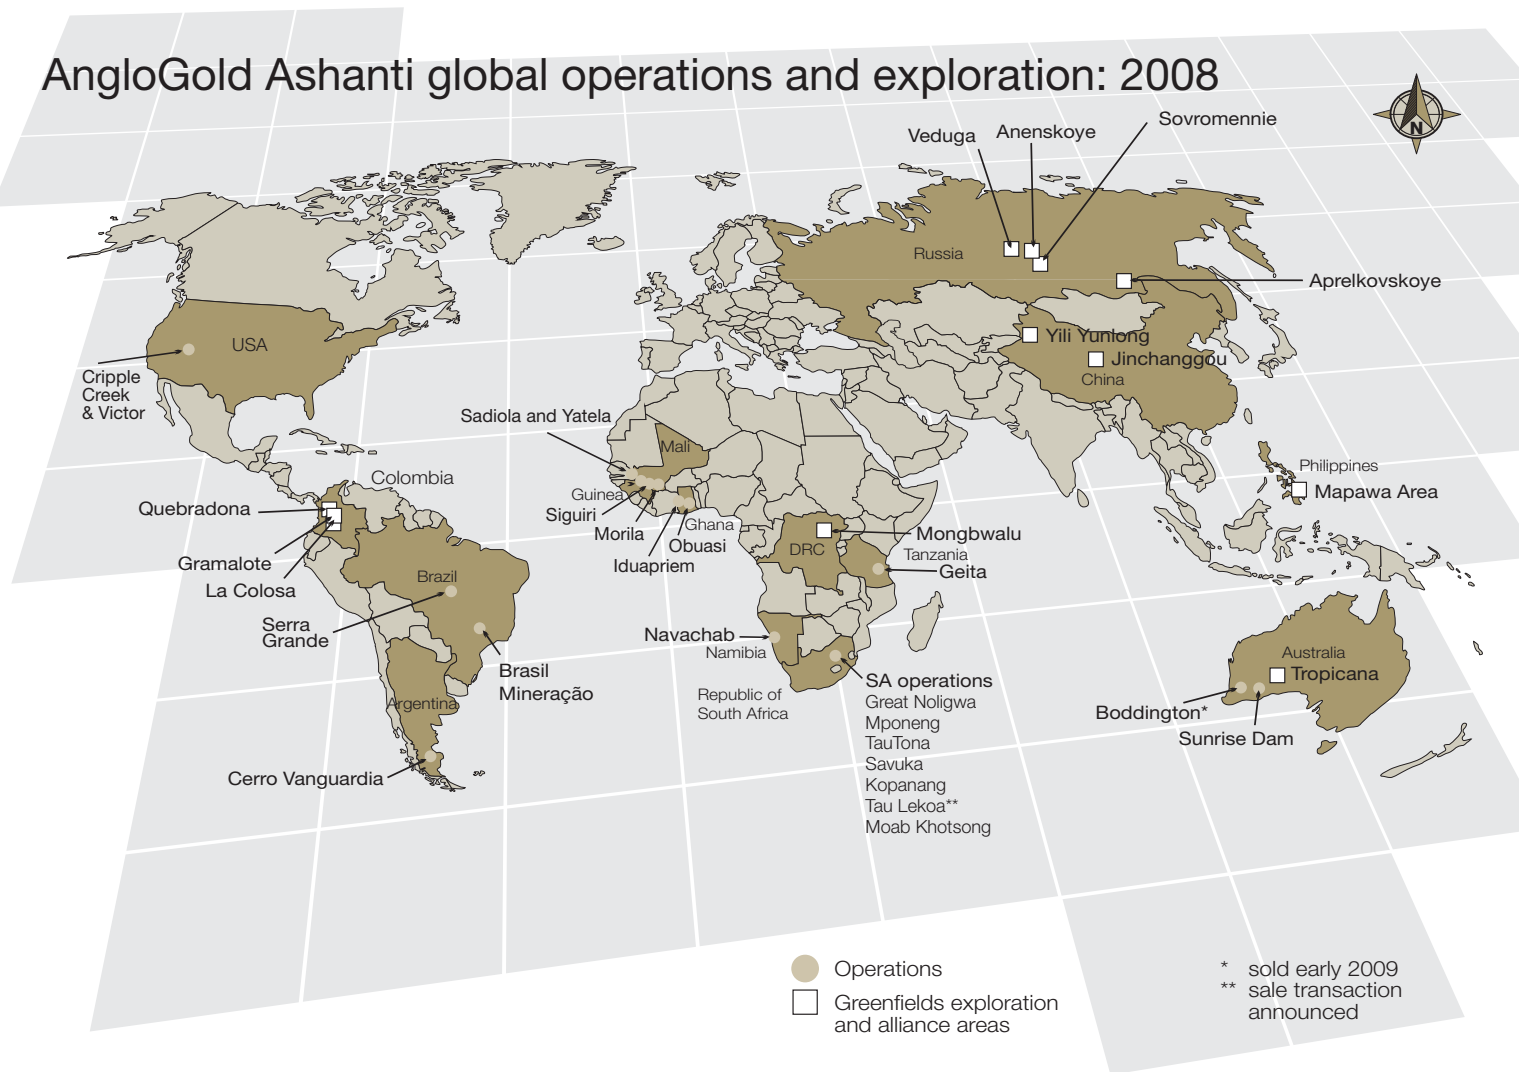 AngloGold Ashanti global operations and exploration: 2008
N
Sovromennie
Anenskoye
Veduga
Russia
Aprelkovskoye
USA
Yili Yunlong
Jinchanggou
China
Cripple
Creek
& Victor
Sadiola and Yatela
Mali
Philippines
Mapawa Area
Colombia
Quebradona
Guinea
Siguiri
Morila
Ghana
Obuasi
Iduapriem
Mongbwalu
DRC
Tanzania
Geita
Gramalote
La Colosa
Brazil
Serra
Grande
Navachab
Namibia
Brasil
Mineração
Australia
Tropicana
SA operations
Great Noligwa
Mponeng
TauTona
Savuka
Kopanang
Tau Lekoa**
Moab Khotsong
Republic of
South Africa
Argentina
Boddington*
Sunrise Dam
Cerro Vanguardia
Operations
Greenfields exploration
and alliance areas
* sold early 2009
** sale transaction
announced